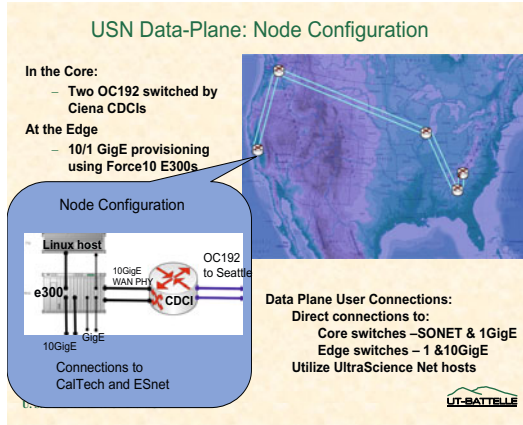 USN Data-Plane: Node Configuration
In the Core:
– Two OC192 switched by
Ciena CDCIs
At the Edge
– 10/1 GigE provisioning
using Force10 E300s
Node Configuration
Linux host
e300
10GigE
WAN PHY
CDCI
OC192
to Seattle
10GigE
GigE
Connections to
CalTech and ESnet
Data Plane User Connections:
Direct connections to:
Core switches –SONET & 1GigE
Edge switches – 1 &10GigE
Utilize UltraScience Net hosts
UT-BATTELLE